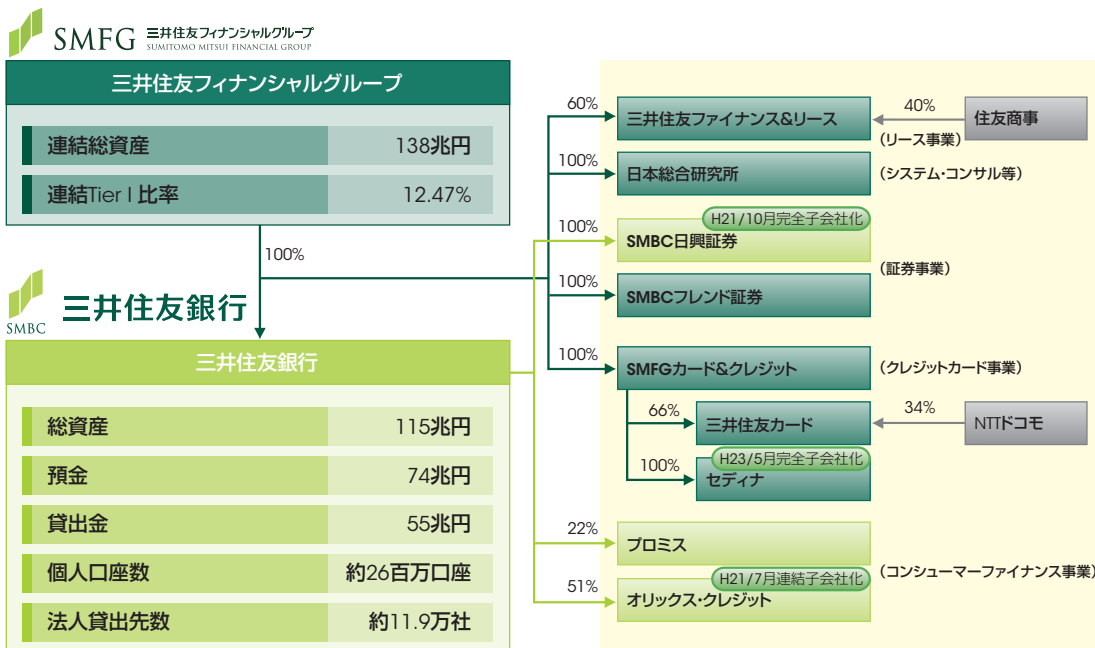 SMFG 三井住友フィナンシャルグループ
SUMITOMO MITSUI FINANCIAL GROUP
三井住友フィナンシャルグループ
連結総資産 138兆円
連結Tier I 比率 12.47%
100%
SMBC 三井住友銀行
三井住友銀行
総資産 115兆円
預金 74兆円
貸出金 55兆円
個人口座数 約26百万口座
法人貸出先数 約11.9万社
60% 三井住友ファイナンス&リース 40% 住友商事
(リース事業)
100% 日本総合研究所 (システム・コンサル等)
H21/10月完全子会社化
100% SMBC日興証券
(証券事業)
100% SMBCフレンド証券
100% SMFGカード&クレジット (クレジットカード事業)
66% 三井住友カード 34% NTTドコモ
H23/5月完全子会社化
100% セディナ
22% プロミス
(コンシューマーファイナンス事業)
H21/7月連結子会社化
51% オリックス・クレジット